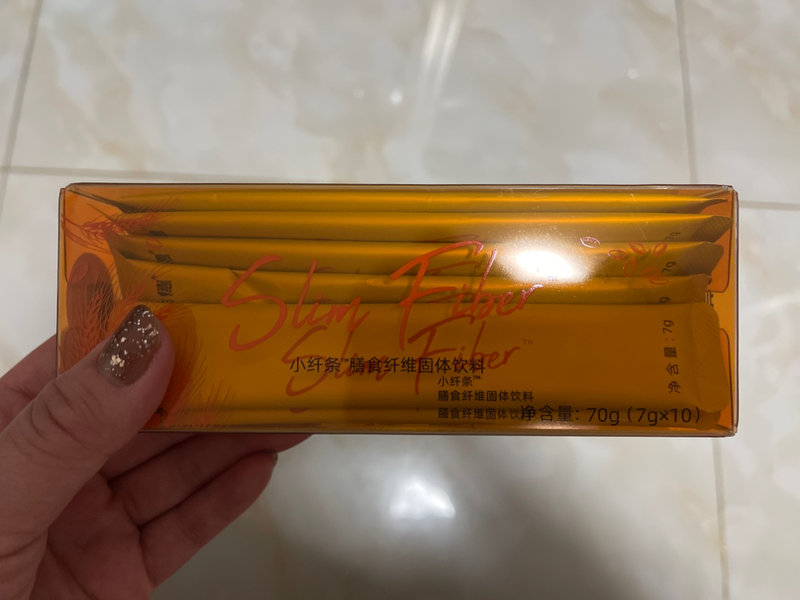 Slim Fiber
Slim Fiber™
小纤条™膳食纤维固体饮料
小纤条™
膳食纤维固体饮料
膳食纤维固体饮
净含量: 70g (7g×10)
净含量: 7g
7g